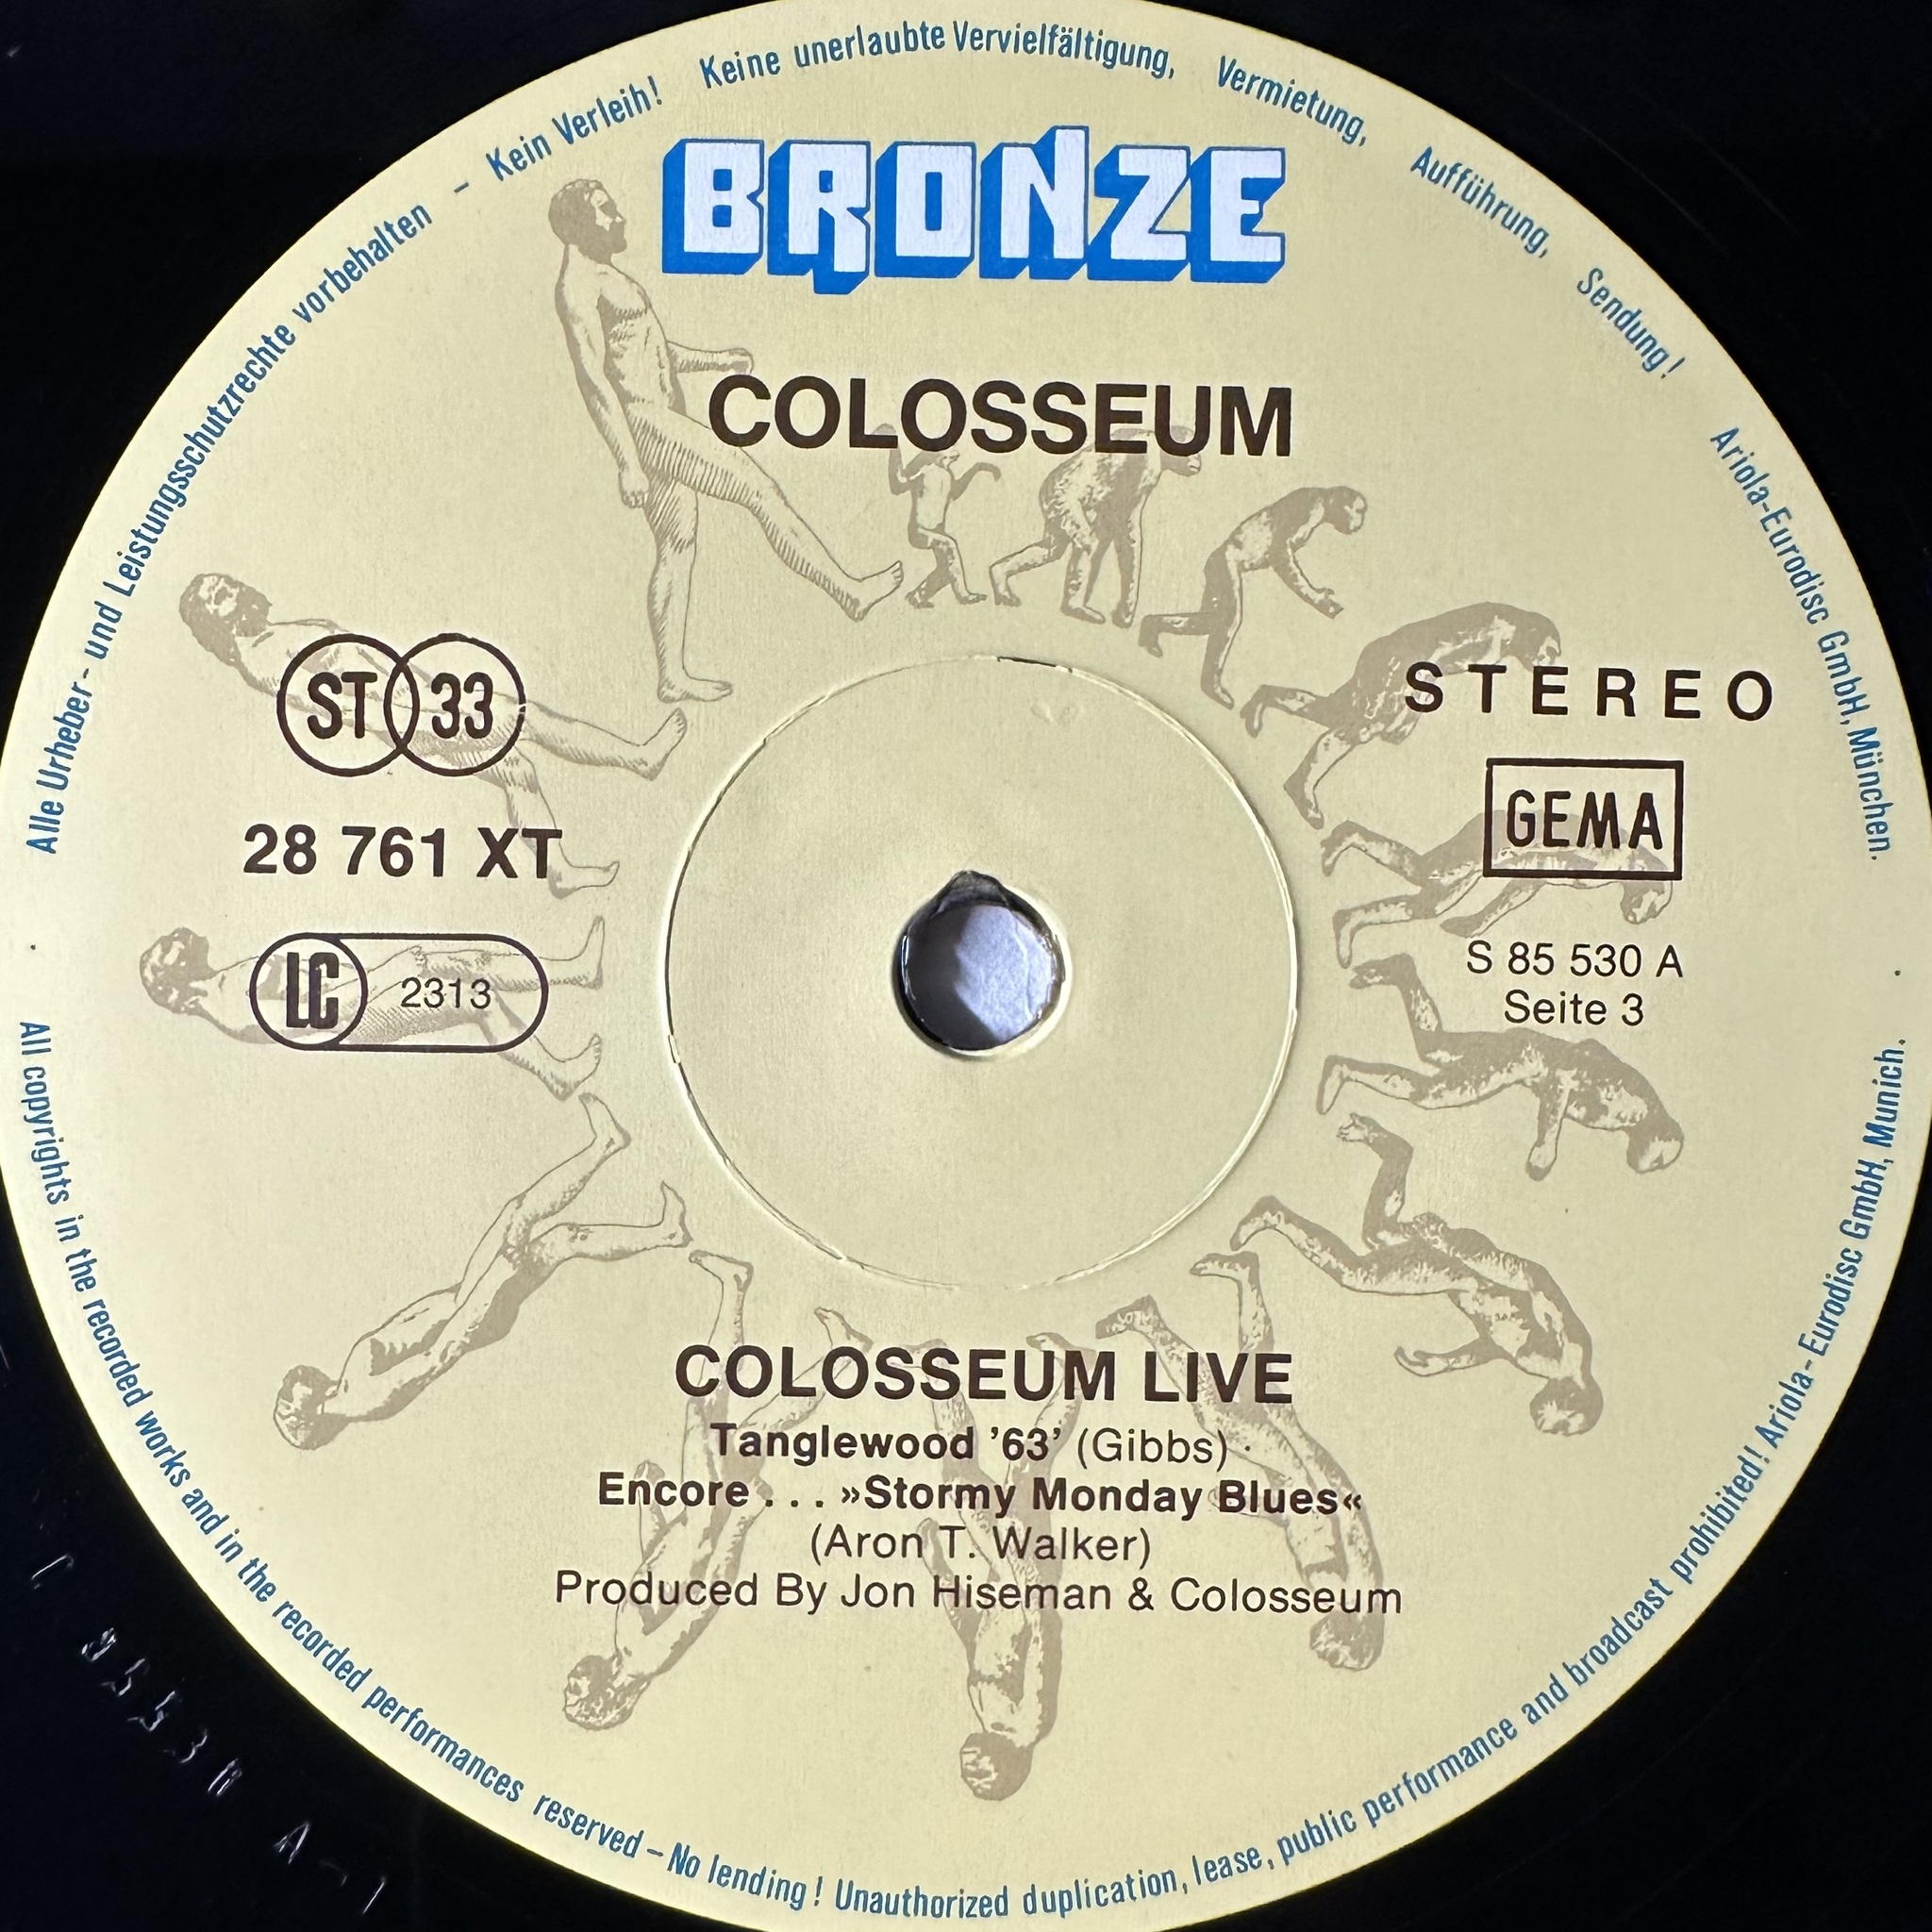 Alle Urheber- und Leistungsschutzrechte vorbehalten – Kein Verleih! Keine unerlaubte Vervielfältigung, Vermietung, Aufführung, Sendung! Ariola-Eurodisc GmbH, München.
BRONZE
COLOSSEUM
ST 33
STEREO
28 761 XT
GEMA
LC 2313
S 85 530 A
Seite 3
COLOSSEUM LIVE
Tanglewood ’63’ (Gibbs) ·
Encore . . . »Stormy Monday Blues«
(Aron T. Walker)
Produced By Jon Hiseman & Colosseum
All copyrights in the recorded works and in the recorded performances reserved – No lending! Unauthorized duplication, lease, public performance and broadcast prohibited! Ariola-Eurodisc GmbH, Munich.
A-1